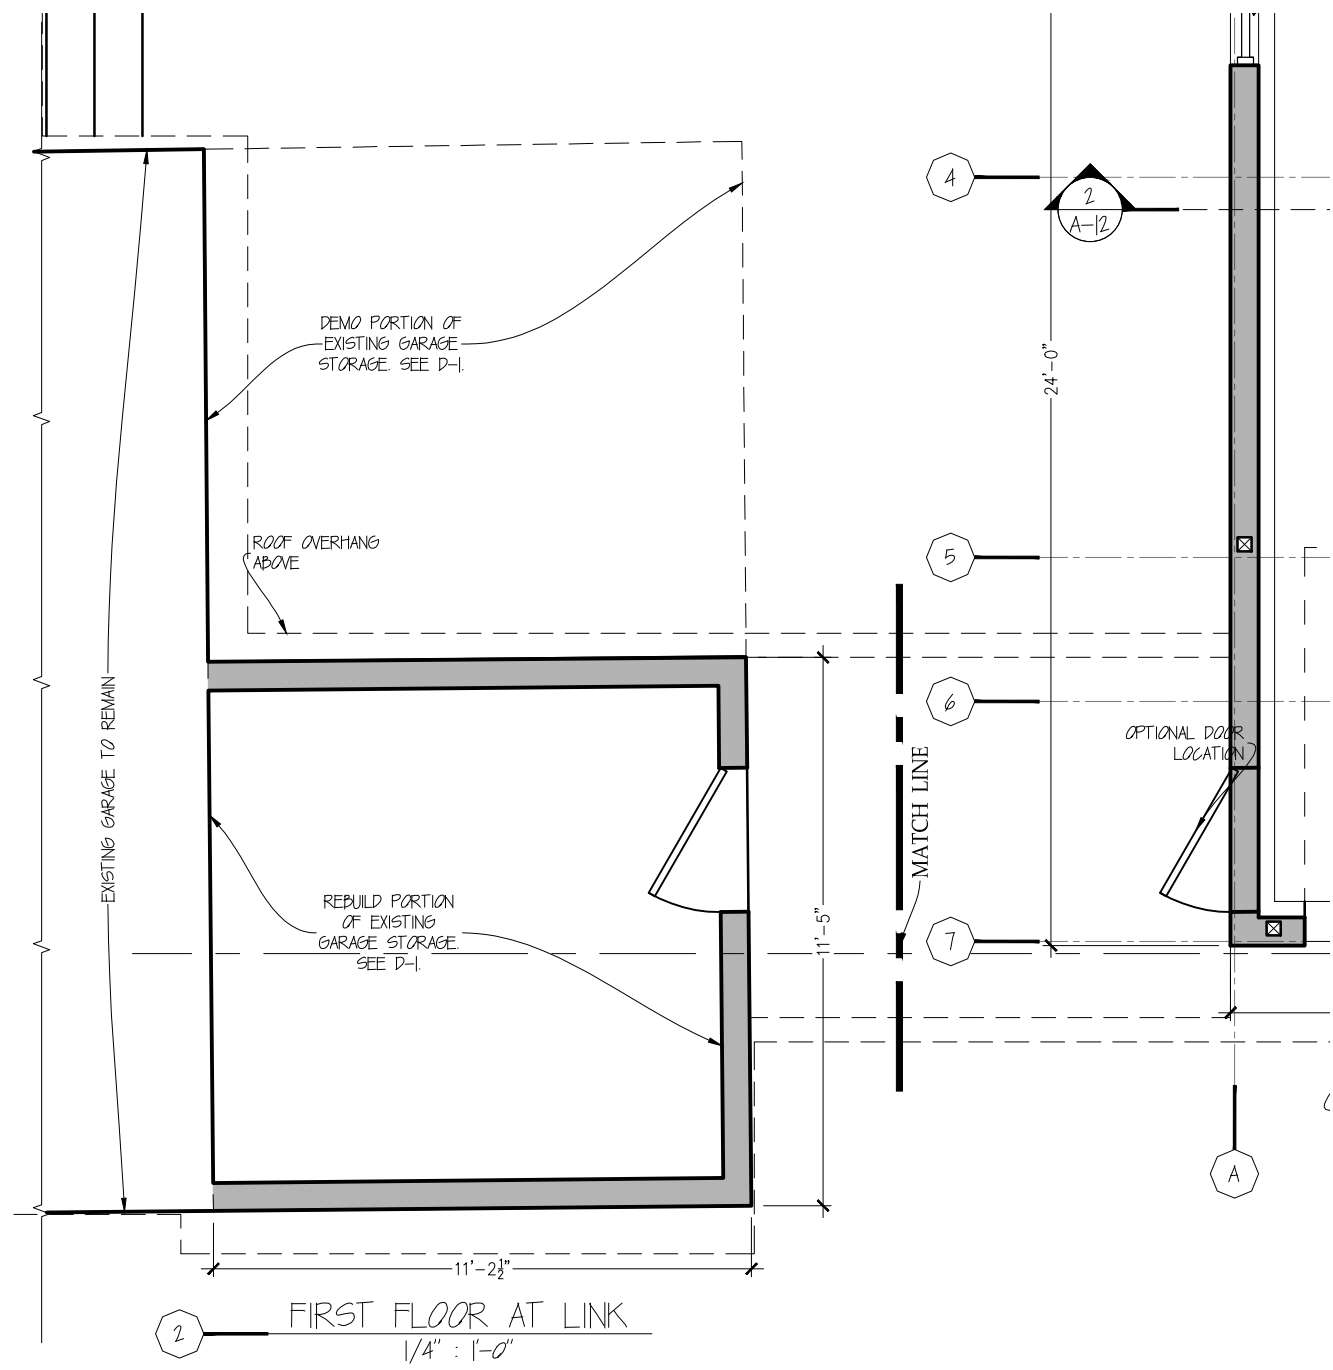 4
2
A-12
DEMO PORTION OF
EXISTING GARAGE
STORAGE. SEE D-1.
24'-0"
ROOF OVERHANG
ABOVE
5
EXISTING GARAGE TO REMAIN
6
OPTIONAL DOOR
LOCATION
MATCH LINE
REBUILD PORTION
OF EXISTING
GARAGE STORAGE.
SEE D-1.
11'-5"
7
A
11'-2½"
2
FIRST FLOOR AT LINK
1/4" : 1'-0"